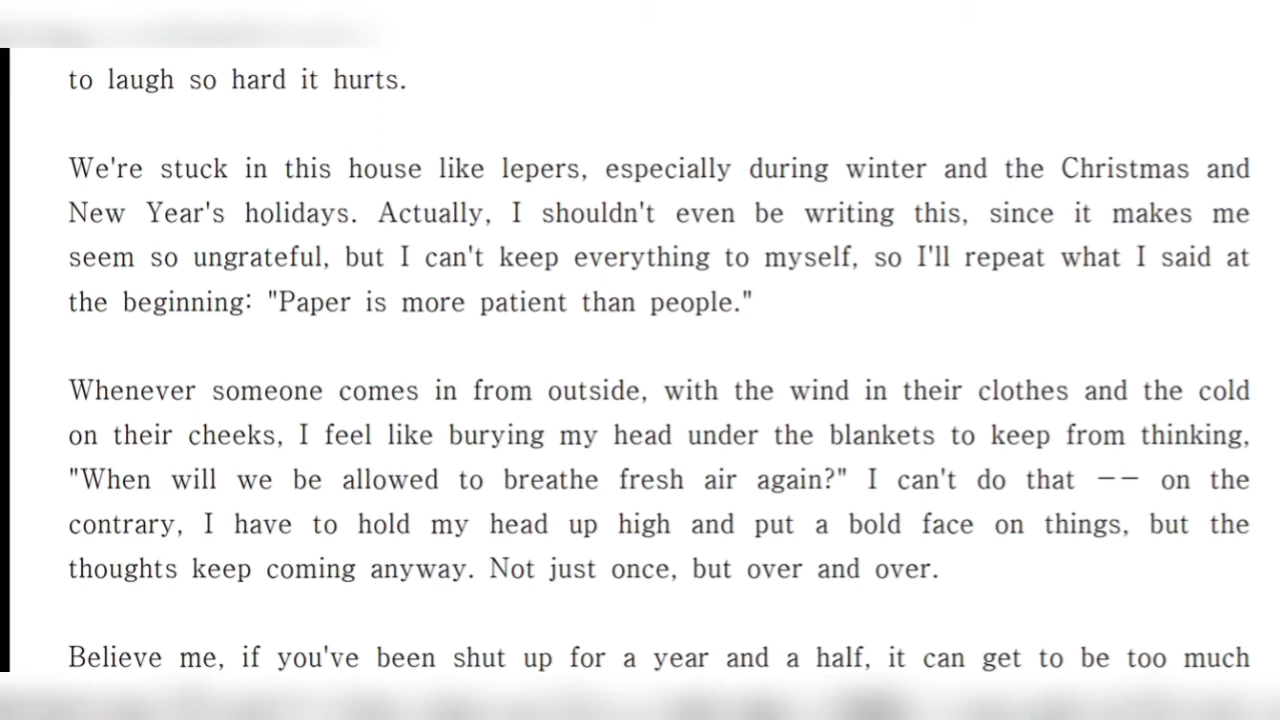 to laugh so hard it hurts.
We're stuck in this house like lepers, especially during winter and the Christmas and
New Year's holidays. Actually, I shouldn't even be writing this, since it makes me
seem so ungrateful, but I can't keep everything to myself, so I'll repeat what I said at
the beginning: "Paper is more patient than people."
Whenever someone comes in from outside, with the wind in their clothes and the cold
on their cheeks, I feel like burying my head under the blankets to keep from thinking,
"When will we be allowed to breathe fresh air again?" I can't do that -- on the
contrary, I have to hold my head up high and put a bold face on things, but the
thoughts keep coming anyway. Not just once, but over and over.
Believe me, if you've been shut up for a year and a half, it can get to be too much